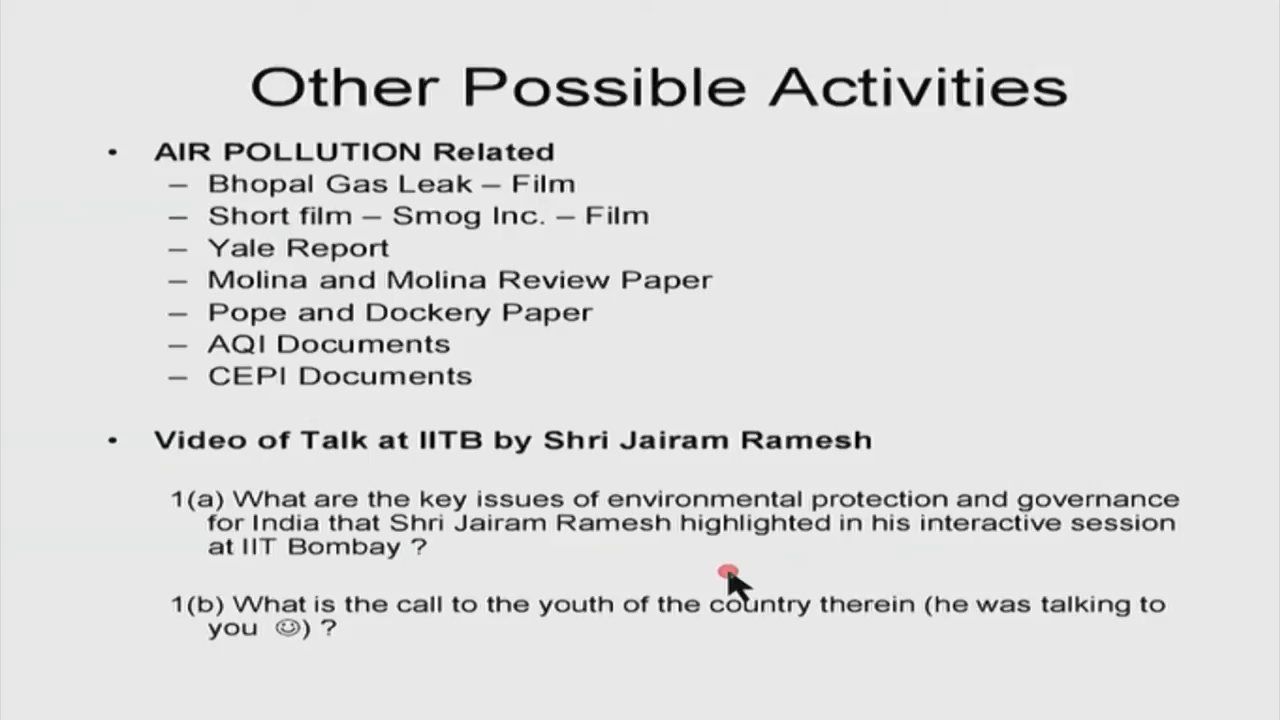 Other Possible Activities
• AIR POLLUTION Related
– Bhopal Gas Leak – Film
– Short film – Smog Inc. – Film
– Yale Report
– Molina and Molina Review Paper
– Pope and Dockery Paper
– AQI Documents
– CEPI Documents
• Video of Talk at IITB by Shri Jairam Ramesh
1(a) What are the key issues of environmental protection and governance
for India that Shri Jairam Ramesh highlighted in his interactive session
at IIT Bombay ?
1(b) What is the call to the youth of the country therein (he was talking to
you ☺) ?